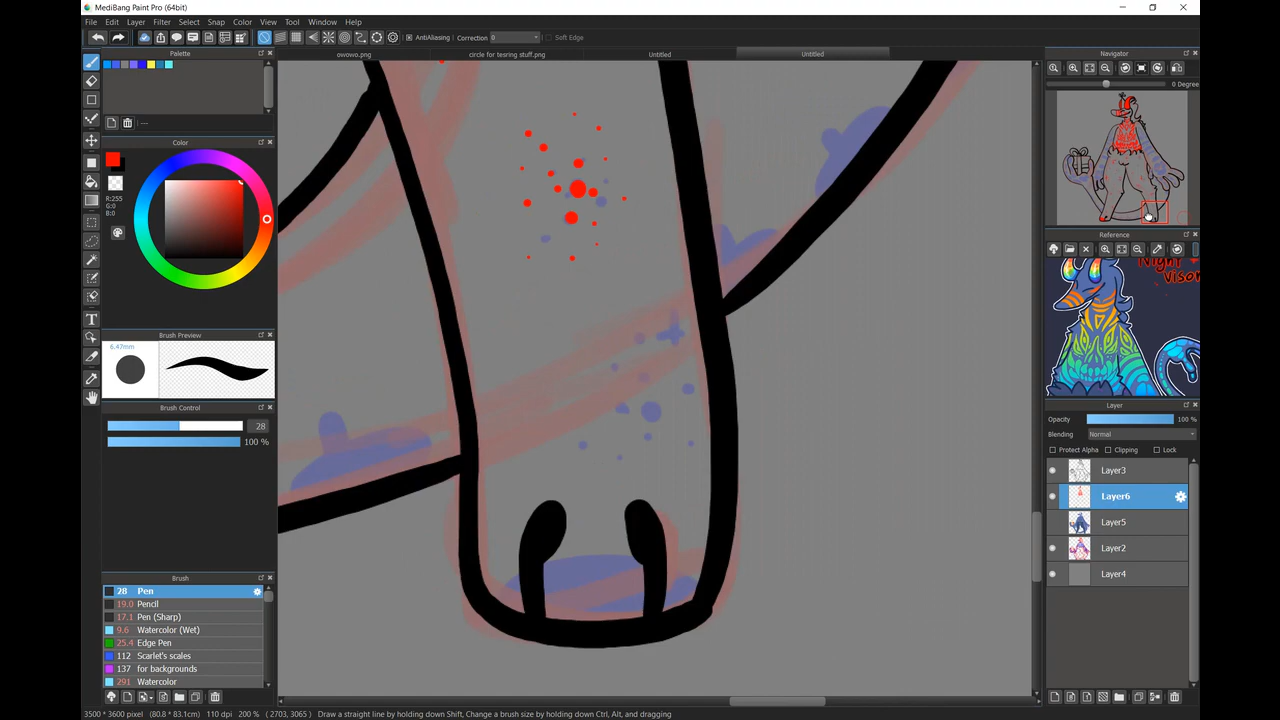 MediBang Paint Pro (64bit)
File Edit Layer Filter Select Snap Color View Tool Window Help
AntiAliasing Correction 0 Soft Edge
Palette
owowo.png circle for tesring stuff.png Untitled Untitled
Navigator
0 Degree
---
Color
R:255
G:0
B:0
Reference
Night
vison
Brush Preview
6.47mm
Brush Control
28
100 %
Layer
Opacity 100 %
Blending Normal
Protect Alpha Clipping Lock
Layer3
Layer6
Layer5
Layer2
Layer4
Brush
28 Pen
19.0 Pencil
17.1 Pen (Sharp)
9.6 Watercolor (Wet)
25.4 Edge Pen
112 Scarlet's scales
137 for backgrounds
291 Watercolor
3500 * 3600 pixel (80.8 * 83.1cm) 110 dpi 200 % ( 2703, 3065 ) Draw a straight line by holding down Shift, Change a brush size by holding down Ctrl, Alt, and dragging